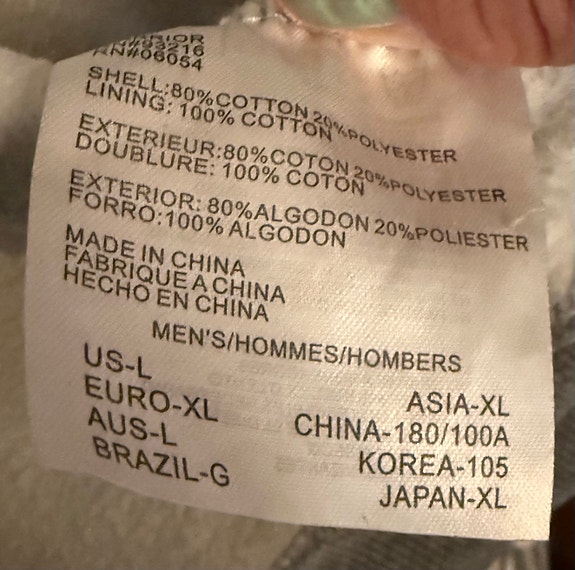 RN#06054
SHELL:80%COTTON 20%POLYESTER
LINING: 100% COTTON
EXTERIEUR:80%COTON 20%POLYESTER
DOUBLURE: 100% COTON
EXTERIOR: 80%ALGODON 20%POLIESTER
FORRO:100% ALGODON
MADE IN CHINA
FABRIQUE A CHINA
HECHO EN CHINA
MEN'S/HOMMES/HOMBERS
US-L
EURO-XL
AUS-L
BRAZIL-G
ASIA-XL
CHINA-180/100A
KOREA-105
JAPAN-XL